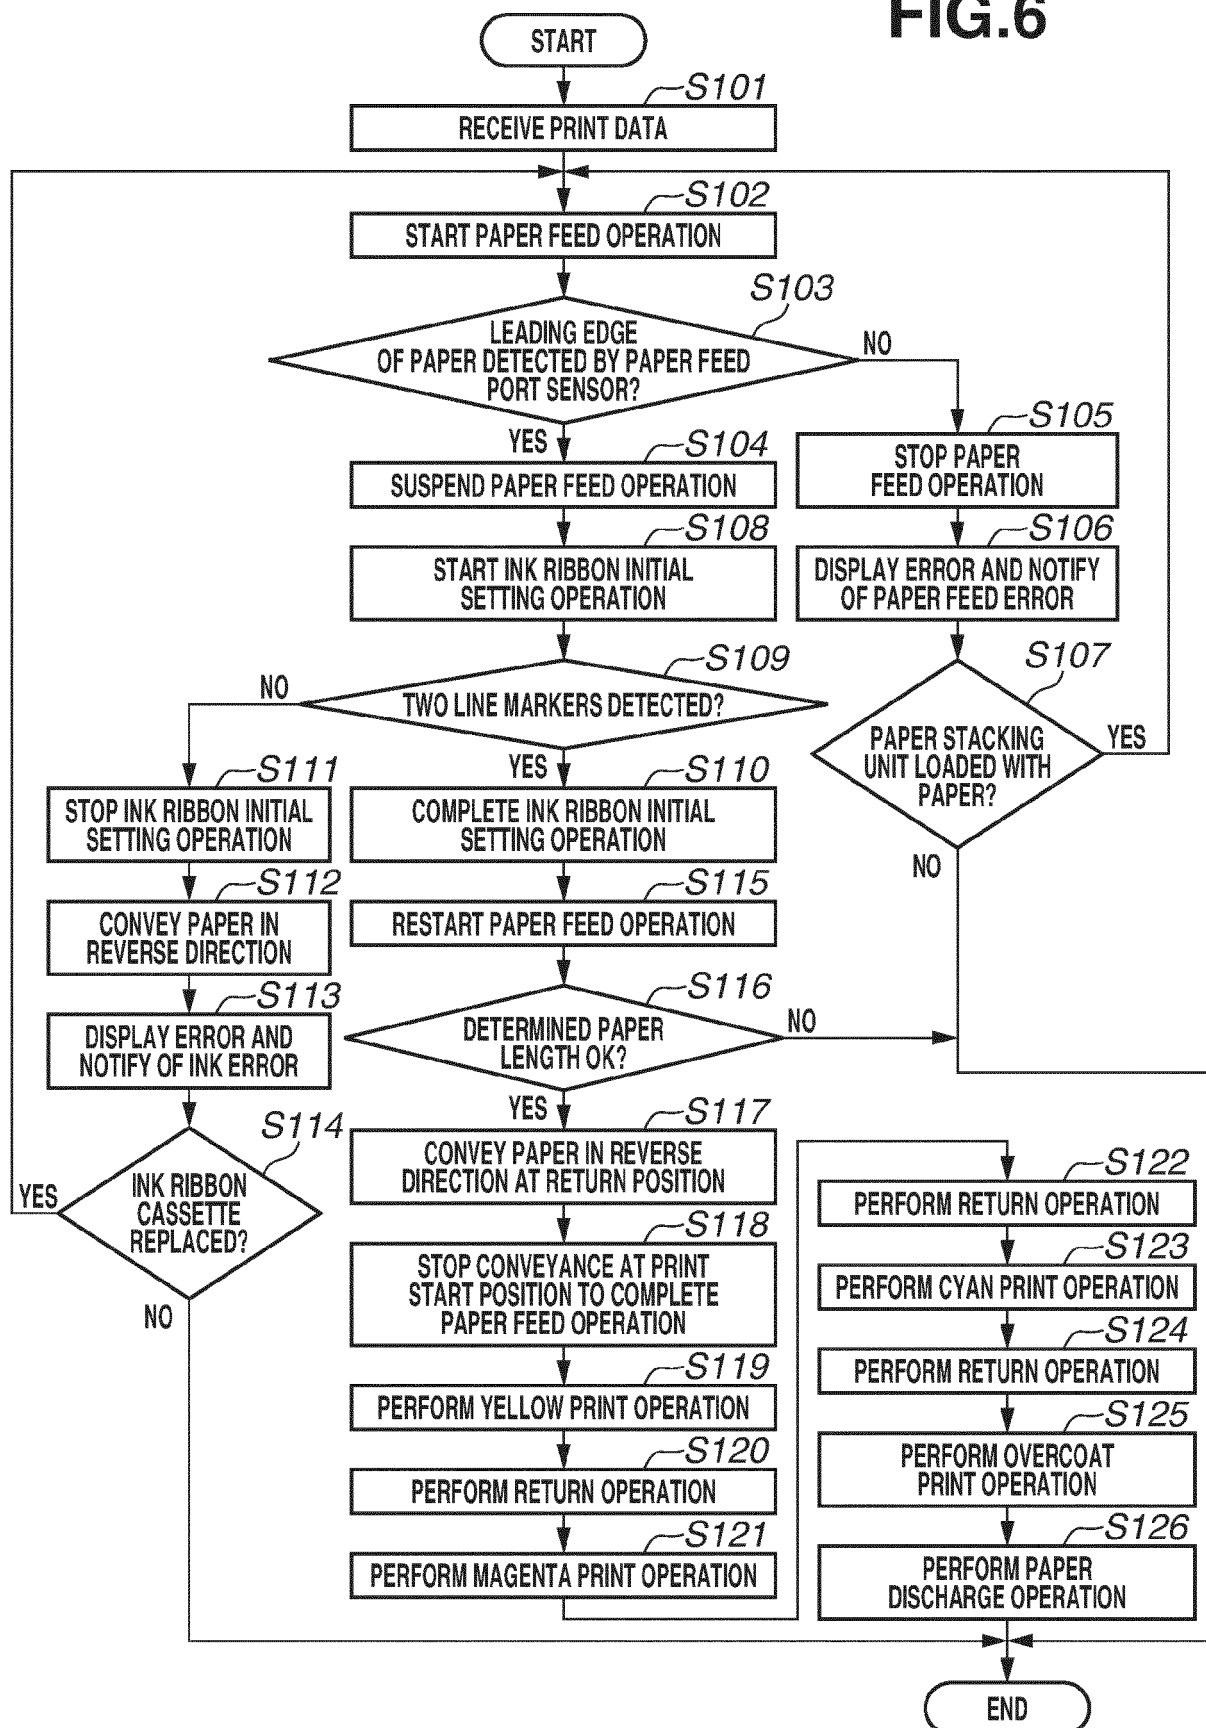 FIG.6
START
S101
RECEIVE PRINT DATA
S102
START PAPER FEED OPERATION
S103
LEADING EDGE
OF PAPER DETECTED BY PAPER FEED
PORT SENSOR?
NO
YES
S104
SUSPEND PAPER FEED OPERATION
S105
STOP PAPER
FEED OPERATION
S108
START INK RIBBON INITIAL
SETTING OPERATION
S106
DISPLAY ERROR AND NOTIFY
OF PAPER FEED ERROR
S109
TWO LINE MARKERS DETECTED?
NO
YES
S107
PAPER STACKING
UNIT LOADED WITH
PAPER?
YES
NO
S111
STOP INK RIBBON INITIAL
SETTING OPERATION
S110
COMPLETE INK RIBBON INITIAL
SETTING OPERATION
S112
CONVEY PAPER IN
REVERSE DIRECTION
S115
RESTART PAPER FEED OPERATION
S113
DISPLAY ERROR AND
NOTIFY OF INK ERROR
S116
DETERMINED PAPER
LENGTH OK?
NO
YES
S114
INK RIBBON
CASSETTE
REPLACED?
YES
NO
S117
CONVEY PAPER IN REVERSE
DIRECTION AT RETURN POSITION
S118
STOP CONVEYANCE AT PRINT
START POSITION TO COMPLETE
PAPER FEED OPERATION
S119
PERFORM YELLOW PRINT OPERATION
S120
PERFORM RETURN OPERATION
S121
PERFORM MAGENTA PRINT OPERATION
S122
PERFORM RETURN OPERATION
S123
PERFORM CYAN PRINT OPERATION
S124
PERFORM RETURN OPERATION
S125
PERFORM OVERCOAT
PRINT OPERATION
S126
PERFORM PAPER
DISCHARGE OPERATION
END